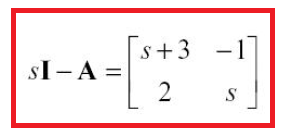 sI − A = [ s+3 −1 ; 2 s ]